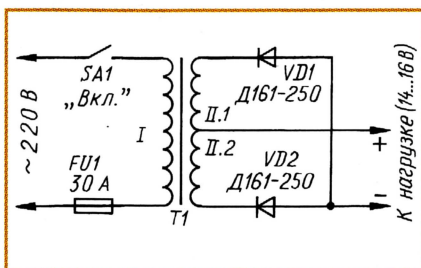 ~220 В
SA1
„Вкл.”
FU1
30 А
I
T1
II.1
II.2
VD1
Д161-250
VD2
Д161-250
+
–
К нагрузке (14...16 В)